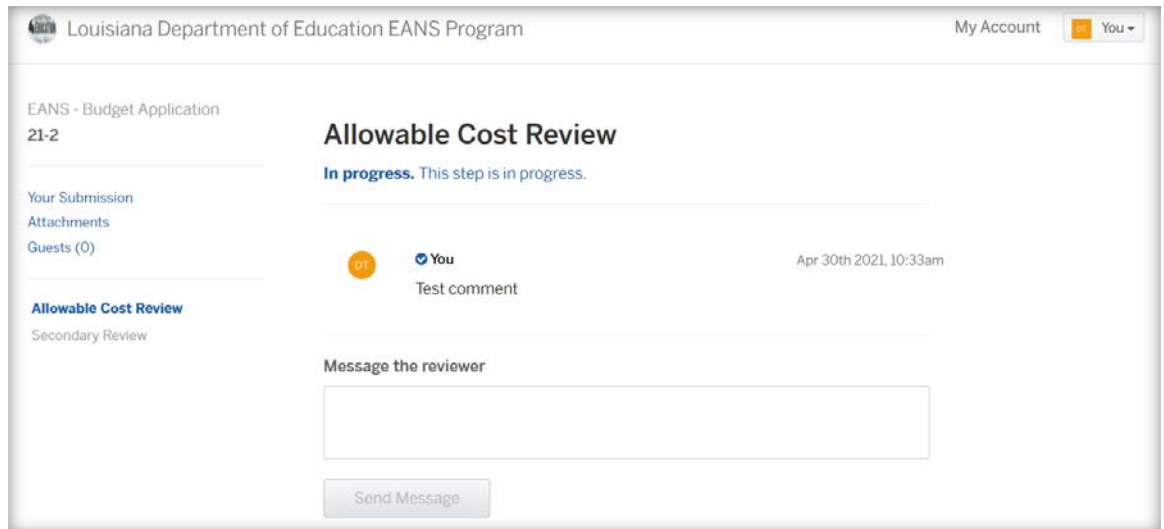 Louisiana Department of Education EANS Program
My Account
DT You
EANS - Budget Application
21-2
Your Submission
Attachments
Guests (0)
Allowable Cost Review
Secondary Review
Allowable Cost Review
In progress. This step is in progress.
DT
You
Apr 30th 2021, 10:33am
Test comment
Message the reviewer
Send Message